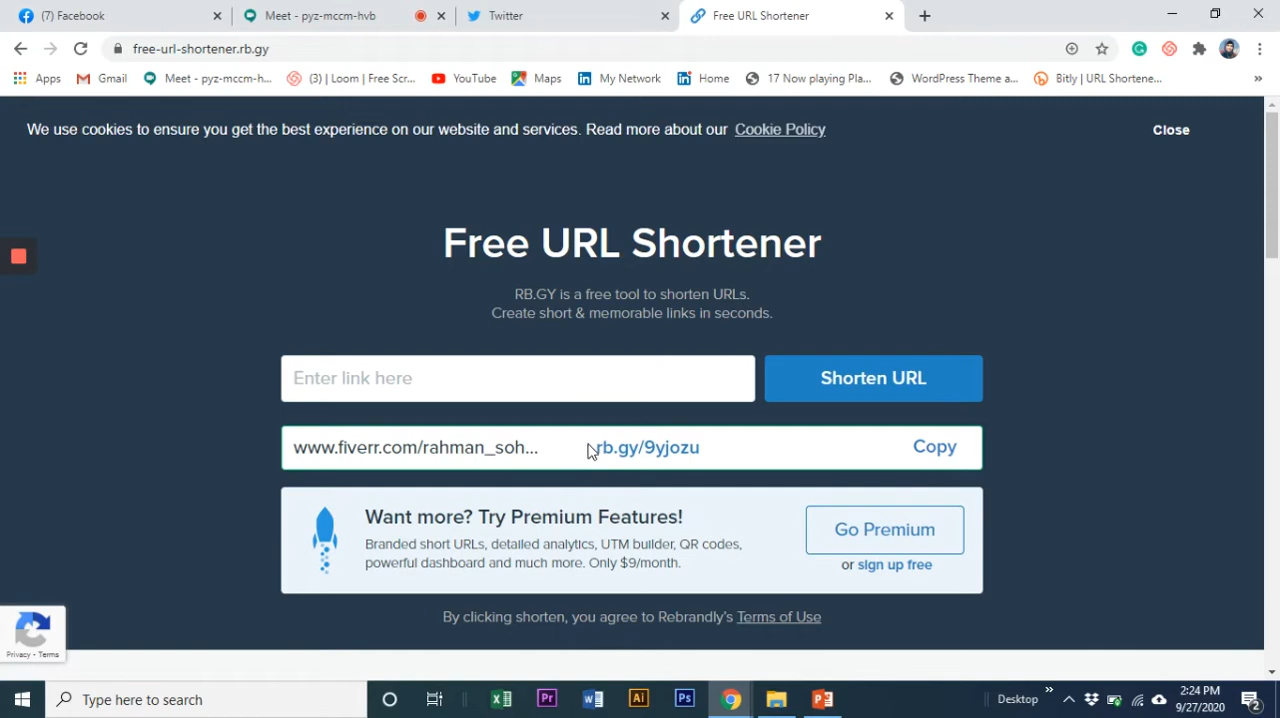 (7) Facebook
Meet - pyz-mccm-hvb
Twitter
Free URL Shortener
free-url-shortener.rb.gy
Apps
Gmail
Meet - pyz-mccm-h...
(3) | Loom | Free Scr...
YouTube
Maps
My Network
Home
17 Now playing Pla...
WordPress Theme a...
Bitly | URL Shortene...
We use cookies to ensure you get the best experience on our website and services. Read more about our Cookie Policy
Close
Free URL Shortener
RB.GY is a free tool to shorten URLs.
Create short & memorable links in seconds.
Enter link here
Shorten URL
www.fiverr.com/rahman_soh...
rb.gy/9yjozu
Copy
Want more? Try Premium Features!
Branded short URLs, detailed analytics, UTM builder, QR codes,
powerful dashboard and much more. Only $9/month.
Go Premium
or sign up free
By clicking shorten, you agree to Rebrandly's Terms of Use
Privacy - Terms
Type here to search
Pr
Ai
Ps
Desktop
2:24 PM
9/27/2020
2